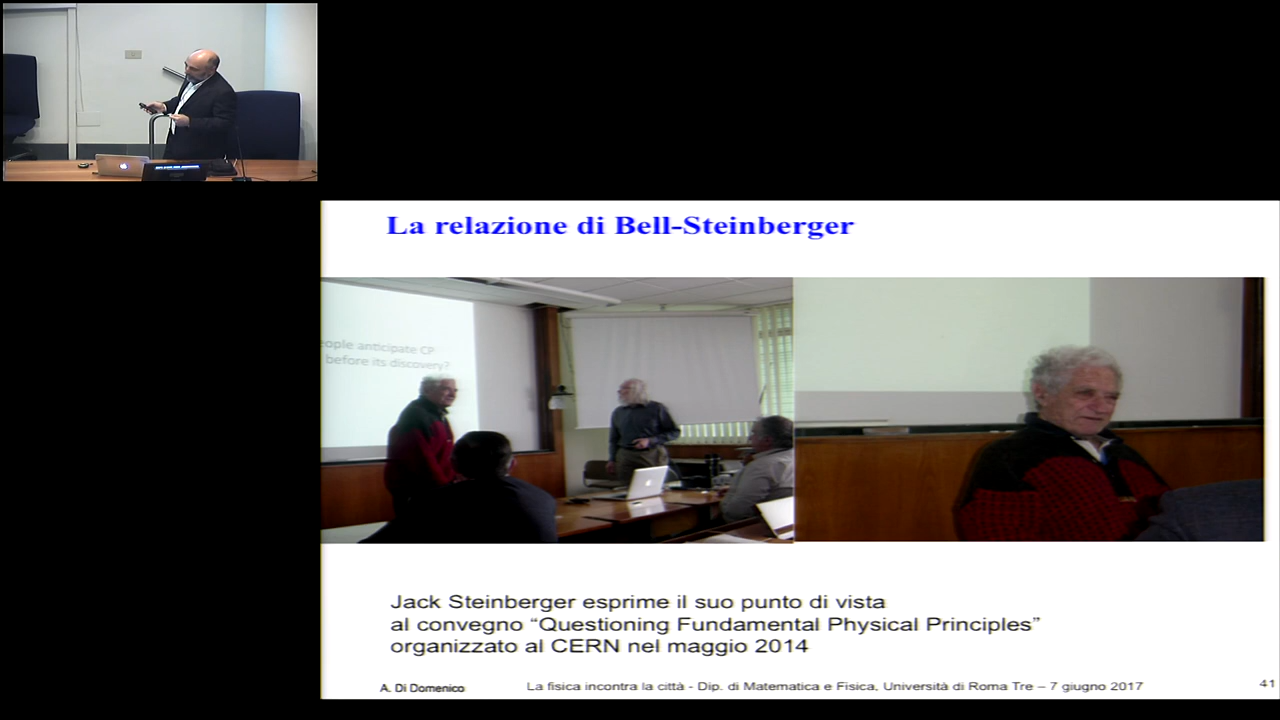 La relazione di Bell-Steinberger
eople anticipate CP
before its discovery?
Jack Steinberger esprime il suo punto di vista
al convegno “Questioning Fundamental Physical Principles”
organizzato al CERN nel maggio 2014
A. Di Domenico
La fisica incontra la città - Dip. di Matematica e Fisica, Università di Roma Tre – 7 giugno 2017
41